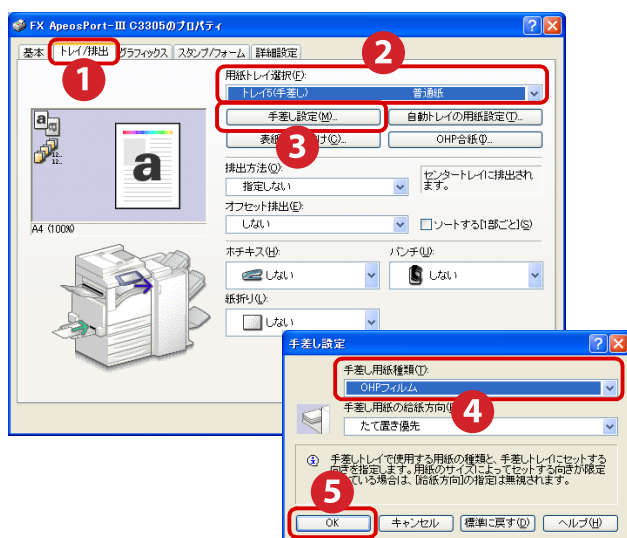 FX ApeosPort-III C3305のプロパティ
基本 トレイ/排出 グラフィックス スタンプ/フォーム 詳細設定
1
2
用紙トレイ選択(F):
トレイ5(手差し) 普通紙
手差し設定(M)... 自動トレイの用紙設定(T)...
3
OHP合紙(I)...
a
12..
12..
a
A4 (100%)
排出方法(O):
指定しない
センタートレイに排出され
ます。
オフセット排出(E):
しない
ソートする[1部ごと](S)
ホチキス(H): パンチ(U):
しない しない
紙折り(L):
しない
手差し設定
手差し用紙種類(T):
OHPフィルム
4
手差し用紙の給紙方向
たて置き優先
手差しトレイで使用する用紙の種類と、手差しトレイにセットする
向きを指定します。用紙のサイズによってセットする向きが限定
ている場合は、[給紙方向]の指定は無視されます。
5
OK キャンセル 標準に戻す(D) ヘルプ(H)